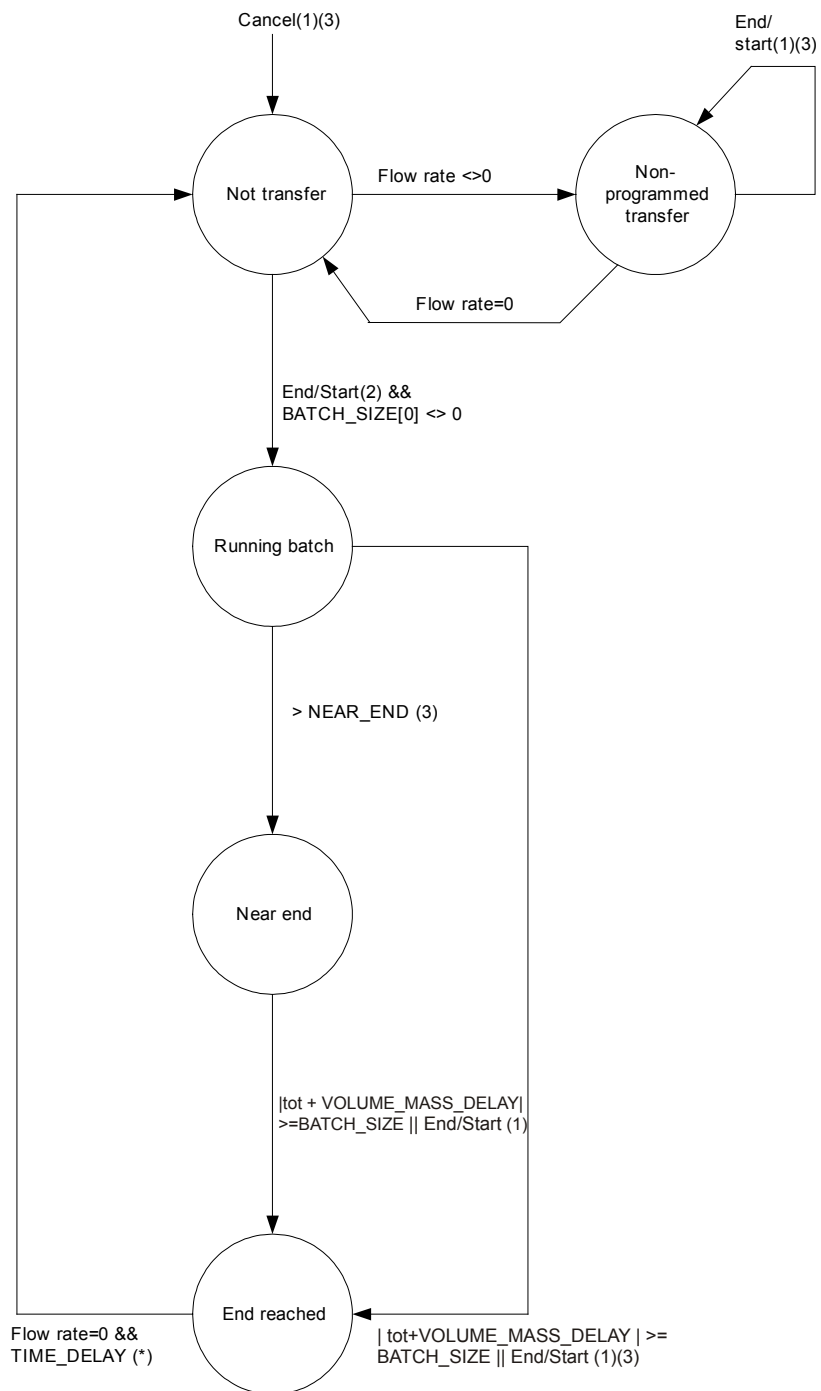 Cancel(1)(3)
End/
start(1)(3)
Not transfer
Flow rate <>0
Non-
programmed
transfer
Flow rate=0
End/Start(2) &&
BATCH_SIZE[0] <> 0
Running batch
> NEAR_END (3)
Near end
|tot + VOLUME_MASS_DELAY|
>=BATCH_SIZE || End/Start (1)
End reached
Flow rate=0 &&
TIME_DELAY (*)
| tot+VOLUME_MASS_DELAY | >=
BATCH_SIZE || End/Start (1)(3)